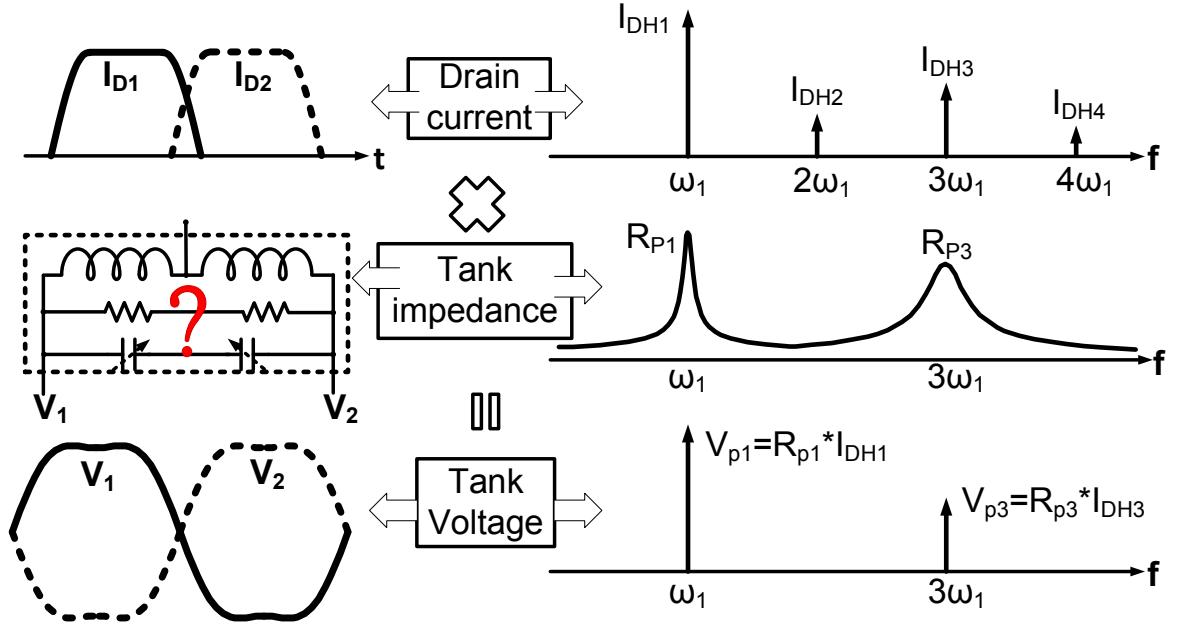 I_DH1
I_D1
I_D2
Drain
current
I_DH2
I_DH3
I_DH4
t
f
ω₁
2ω₁
3ω₁
4ω₁
R_P1
R_P3
Tank
impedance
?
f
ω₁
3ω₁
V₁
V₂
V_p1=R_p1*I_DH1
V₁
V₂
Tank
Voltage
V_p3=R_p3*I_DH3
f
ω₁
3ω₁